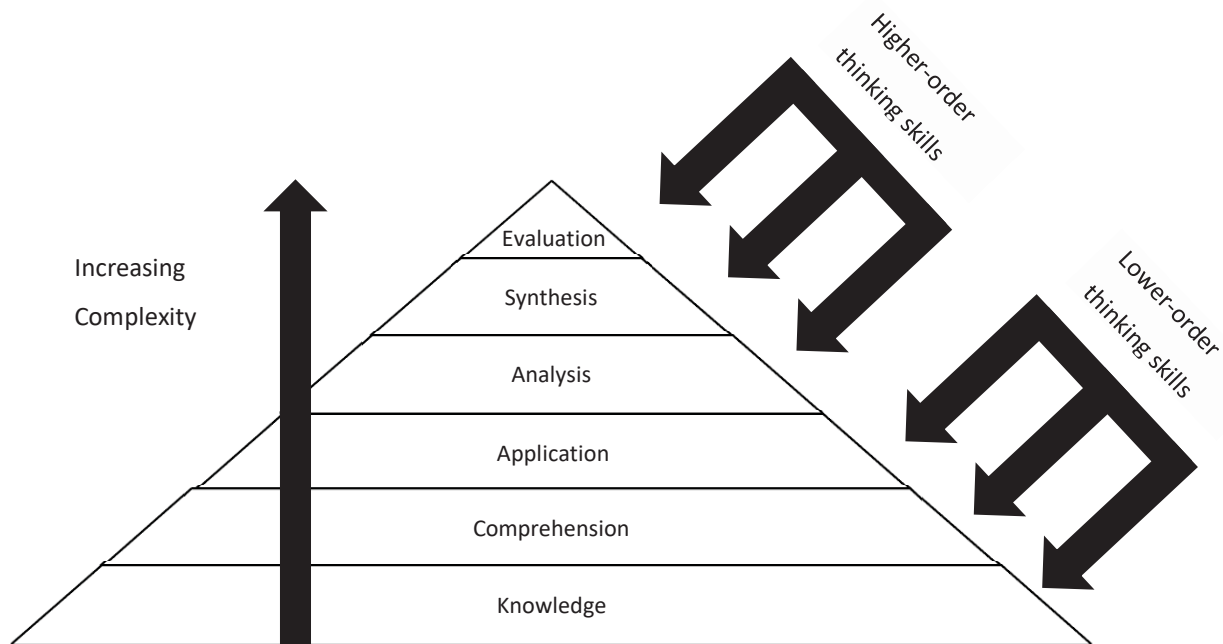 Higher-order
thinking skills
Lower-order
thinking skills
Increasing
Complexity
Evaluation
Synthesis
Analysis
Application
Comprehension
Knowledge